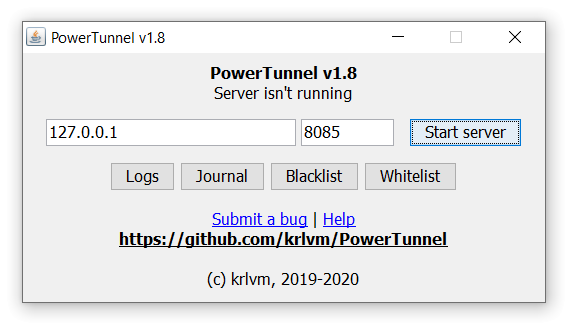 PowerTunnel v1.8
PowerTunnel v1.8
Server isn't running
127.0.0.1 8085 Start server
Logs Journal Blacklist Whitelist
Submit a bug | Help
https://github.com/krlvm/PowerTunnel
(c) krlvm, 2019-2020